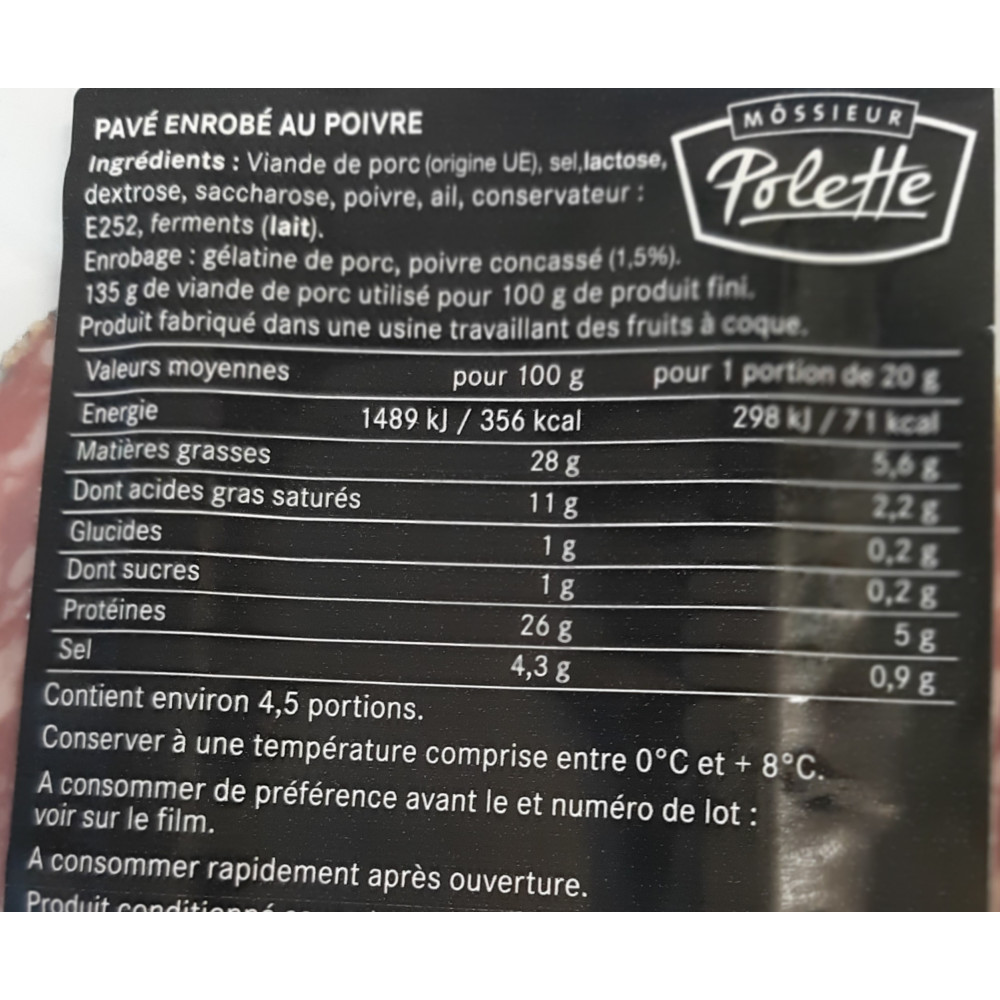 PAVÉ ENROBÉ AU POIVRE
MÔSSIEUR
Polette
Ingrédients : Viande de porc (origine UE), sel,lactose,
dextrose, saccharose, poivre, ail, conservateur :
E252, ferments (lait).
Enrobage : gélatine de porc, poivre concassé (1,5%).
135 g de viande de porc utilisé pour 100 g de produit fini.
Produit fabriqué dans une usine travaillant des fruits à coque.
Valeurs moyennes pour 100 g pour 1 portion de 20 g
Energie 1489 kJ / 356 kcal 298 kJ / 71 kcal
Matières grasses 28 g 5,6 g
Dont acides gras saturés 11 g 2,2 g
Glucides 1 g 0,2 g
Dont sucres 1 g 0,2 g
Protéines 26 g 5 g
Sel 4,3 g 0,9 g
Contient environ 4,5 portions.
Conserver à une température comprise entre 0°C et + 8°C.
A consommer de préférence avant le et numéro de lot :
voir sur le film.
A consommer rapidement après ouverture.
Produit conditionné